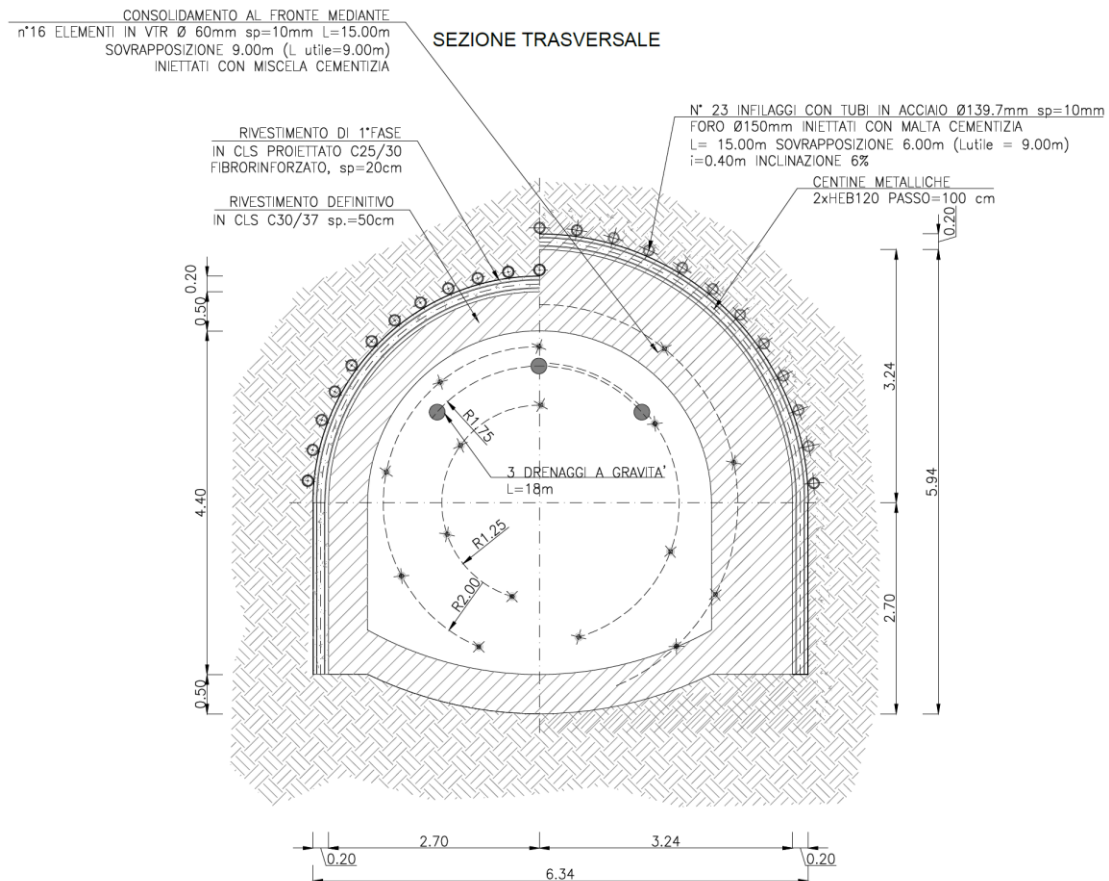 CONSOLIDAMENTO AL FRONTE MEDIANTE
n°16 ELEMENTI IN VTR Ø 60mm sp=10mm L=15.00m
SOVRAPPOSIZIONE 9.00m (L utile=9.00m)
INIETTATI CON MISCELA CEMENTIZIA
SEZIONE TRASVERSALE
N° 23 INFILAGGI CON TUBI IN ACCIAIO Ø139.7mm sp=10mm
FORO Ø150mm INIETTATI CON MALTA CEMENTIZIA
L= 15.00m SOVRAPPOSIZIONE 6.00m (Lutile = 9.00m)
i=0.40m INCLINAZIONE 6%
RIVESTIMENTO DI 1°FASE
IN CLS PROIETTATO C25/30
FIBRORINFORZATO, sp=20cm
CENTINE METALLICHE
2xHEB120 PASSO=100 cm
RIVESTIMENTO DEFINITIVO
IN CLS C30/37 sp.=50cm
0.20
0.20
0.50
4.40
0.50
3.24
5.94
2.70
R1.75
3 DRENAGGI A GRAVITA'
L=18m
R1.25
R2.00
2.70
3.24
0.20
0.20
6.34